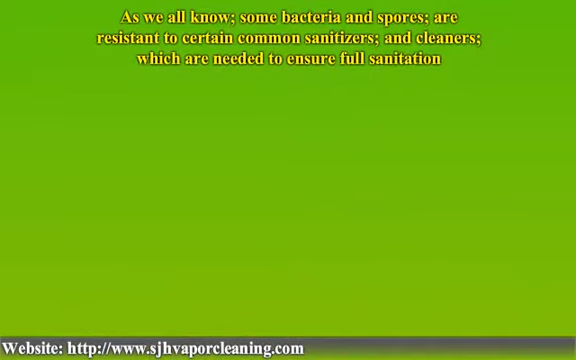 As we all know; some bacteria and spores; are
resistant to certain common sanitizers; and cleaners;
which are needed to ensure full sanitation
Website: http://www.sjhvaporcleaning.com